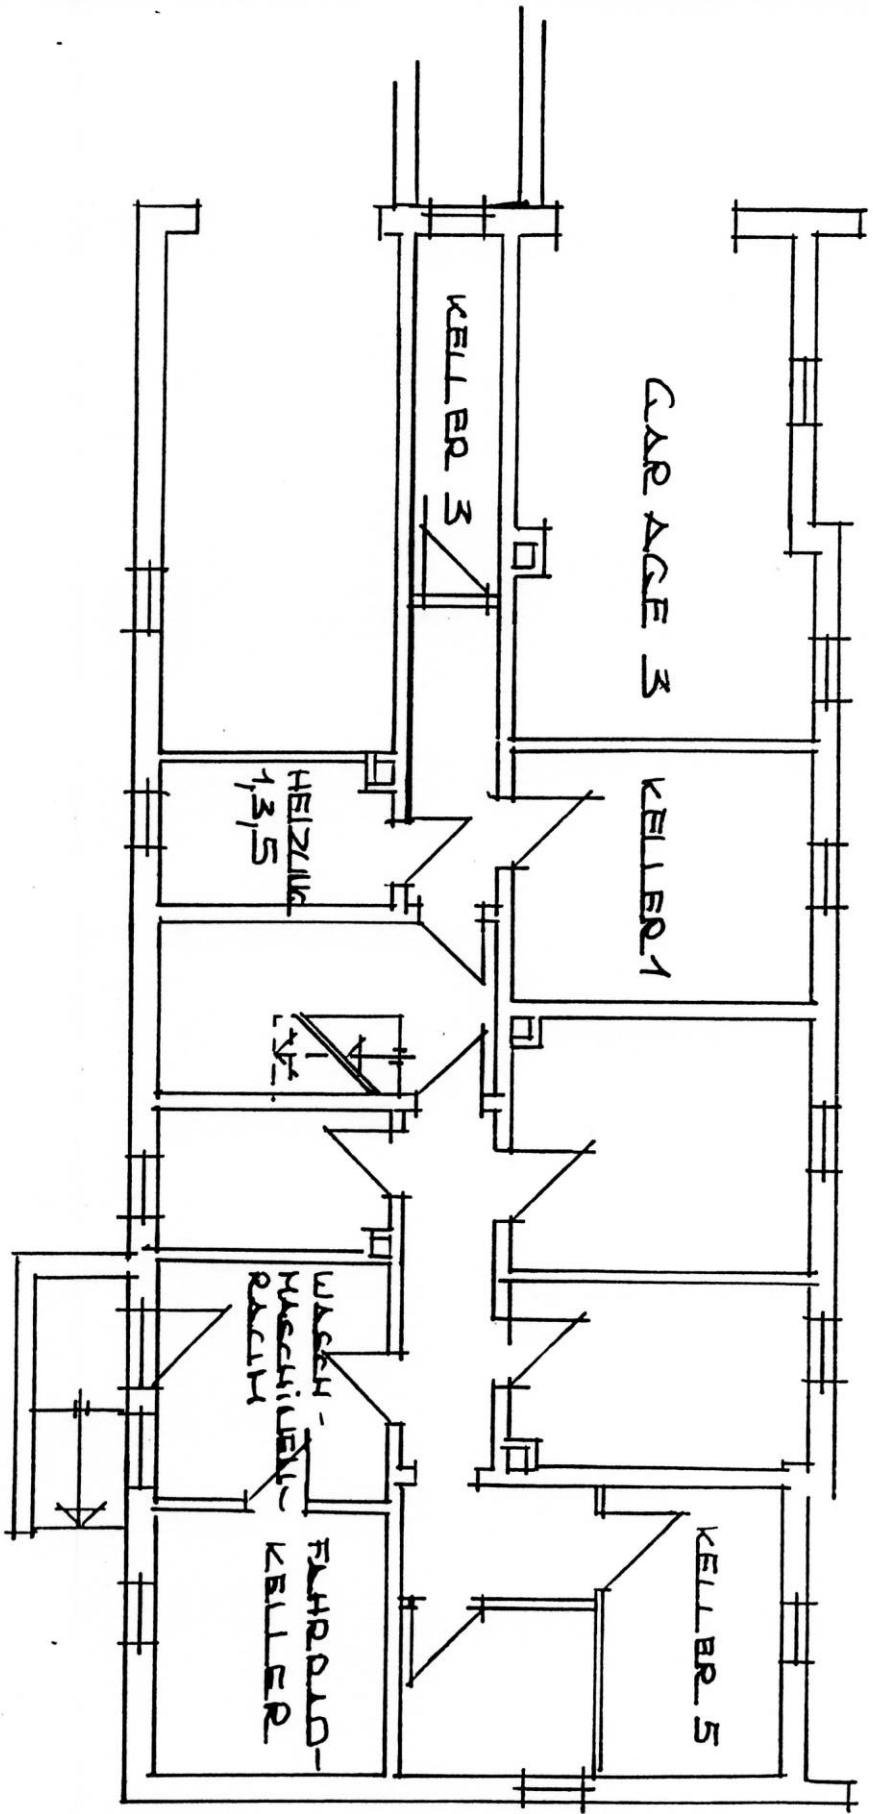 GARAGE 3
KELLER 3
KELLER 1
HEIZUNG
1,3,5
KELLER 5
WASCH-
MASCHINEN-
RAUM
FAHRRAD-
KELLER